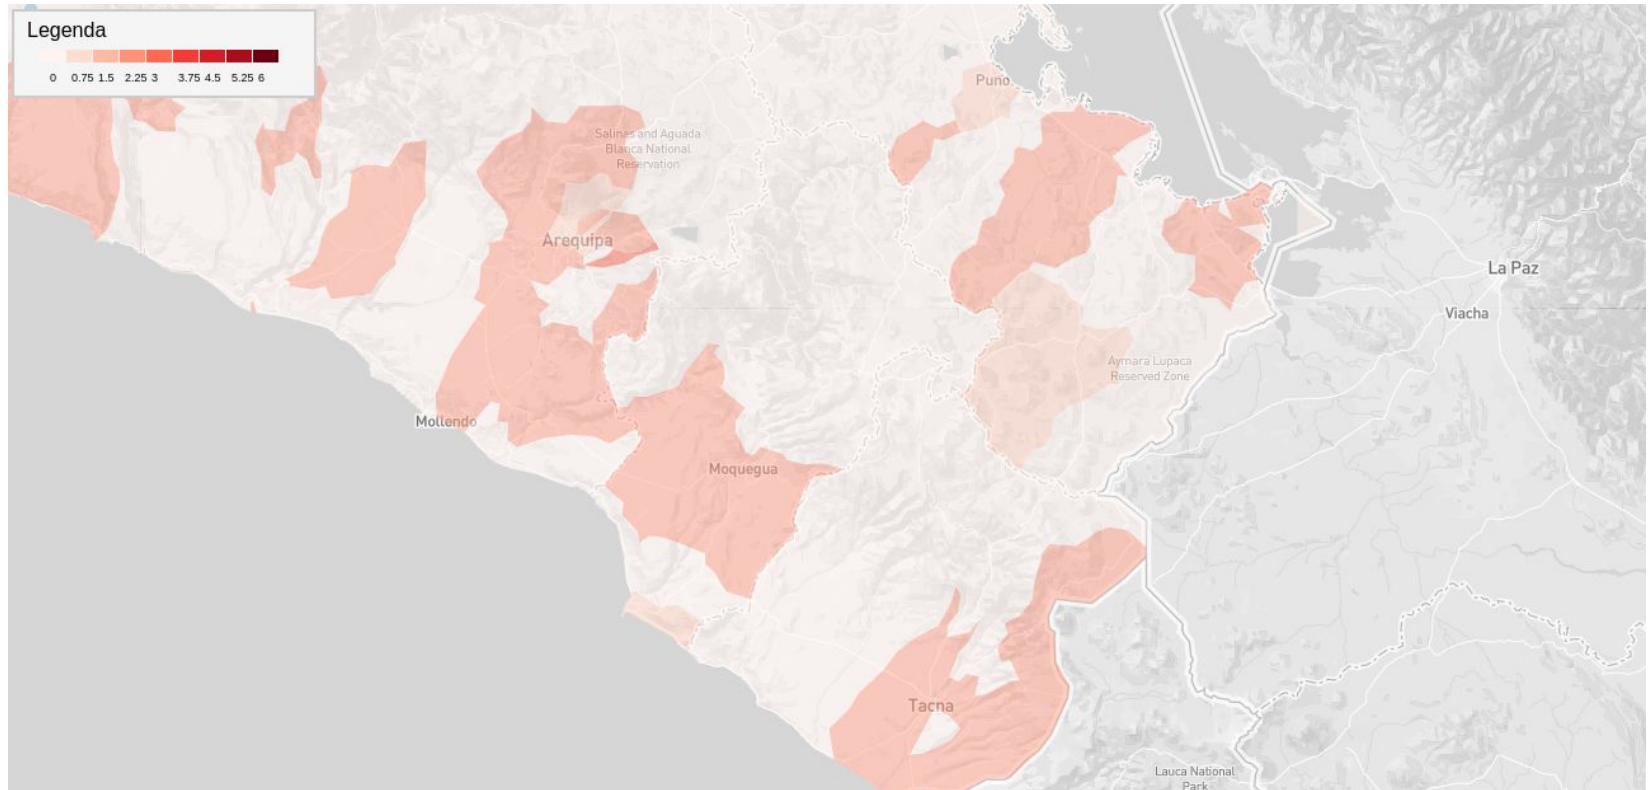 Legenda
0 0.75 1.5 2.25 3 3.75 4.5 5.25 6
Puno
Salinas and Aguada
Blanca National
Reservation
Arequipa
La Paz
Viacha
Aymara Lupaca
Reserved Zone
Mollendo
Moquegua
Tacna
Lauca National
Park